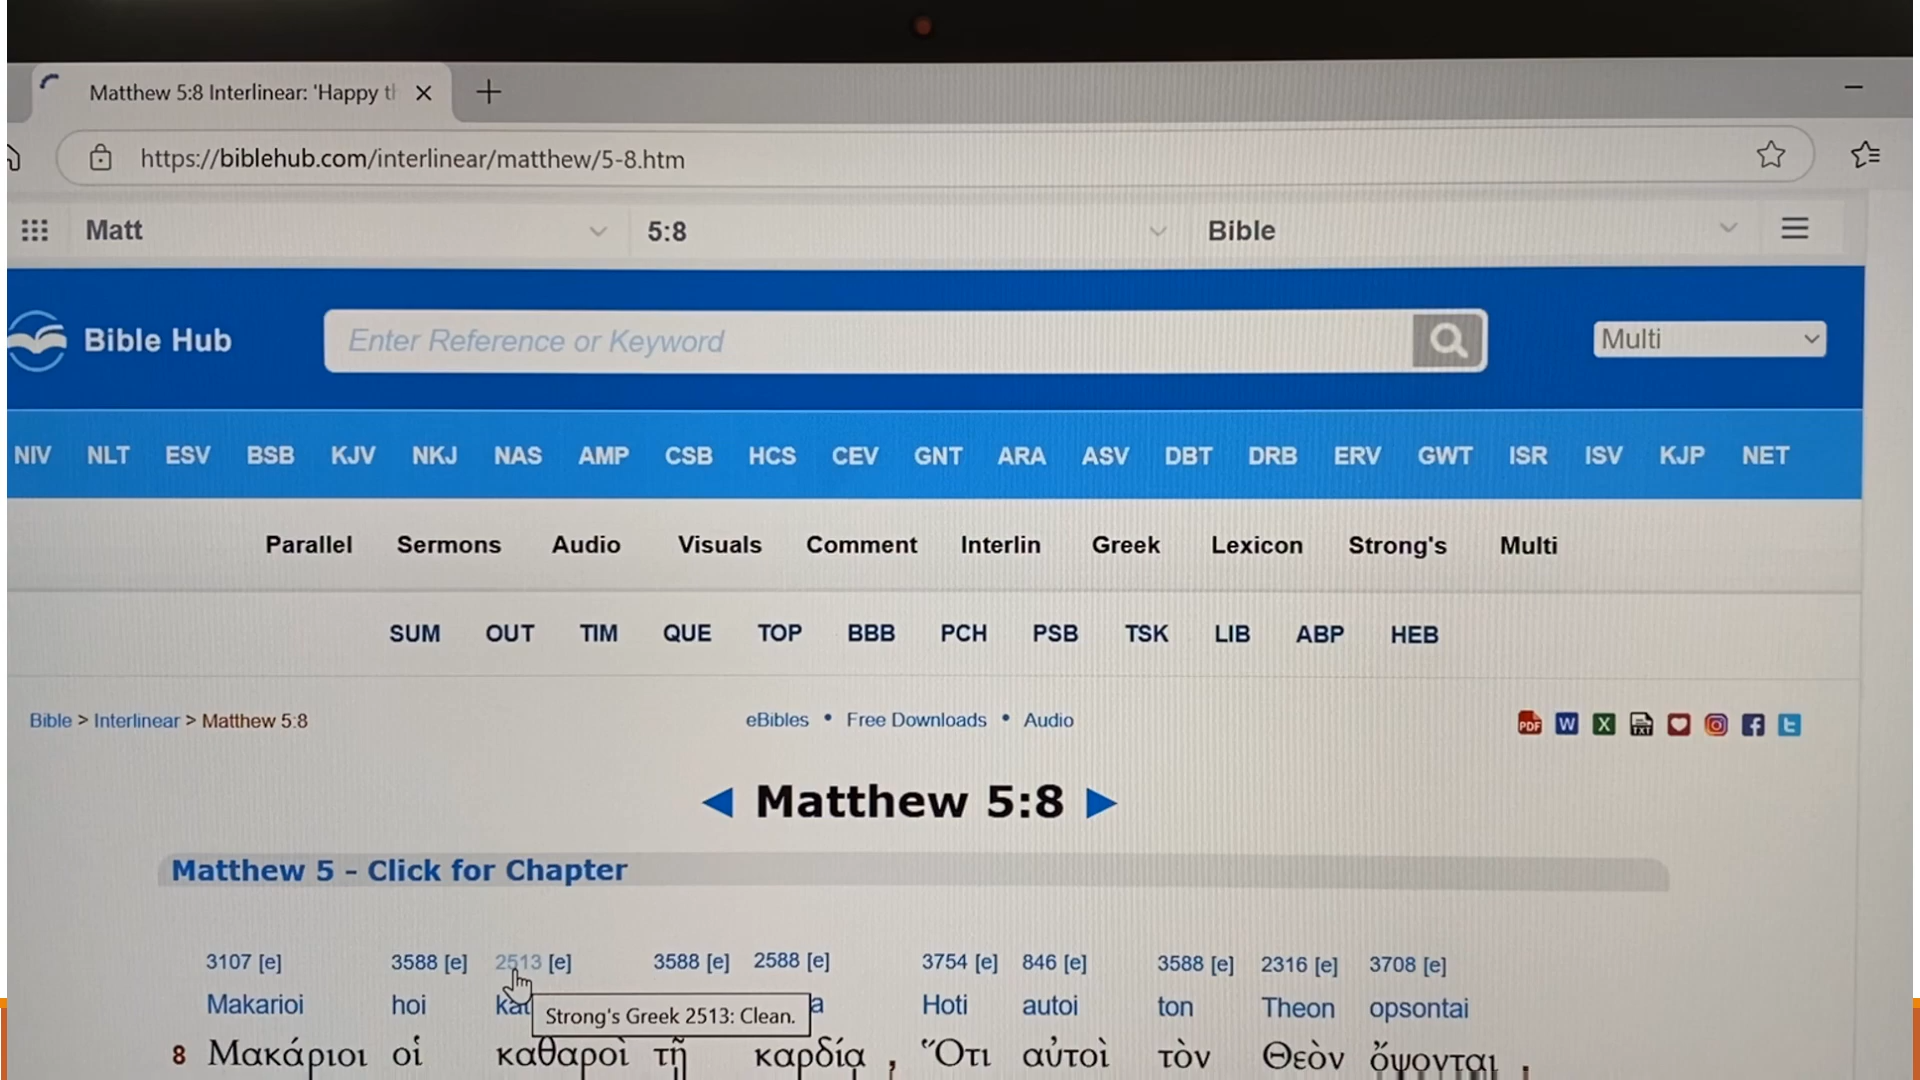 Matthew 5:8 Interlinear: 'Happy th
https://biblehub.com/interlinear/matthew/5-8.htm
Matt 5:8 Bible
Bible Hub Enter Reference or Keyword Multi
NIV NLT ESV BSB KJV NKJ NAS AMP CSB HCS CEV GNT ARA ASV DBT DRB ERV GWT ISR ISV KJP NET
Parallel Sermons Audio Visuals Comment Interlin Greek Lexicon Strong's Multi
SUM OUT TIM QUE TOP BBB PCH PSB TSK LIB ABP HEB
Bible > Interlinear > Matthew 5:8 eBibles • Free Downloads • Audio PDF W X TXT
◄ Matthew 5:8 ►
Matthew 5 - Click for Chapter
3107 [e] 3588 [e] 2513 [e] 3588 [e] 2588 [e] 3754 [e] 846 [e] 3588 [e] 2316 [e] 3708 [e]
Makarioi hoi Hoti autoi ton Theon opsontai
Strong's Greek 2513: Clean.
8 Μακάριοι οἱ καθαροὶ τῇ καρδίᾳ , Ὅτι αὐτοὶ τὸν Θεὸν ὄψονται .